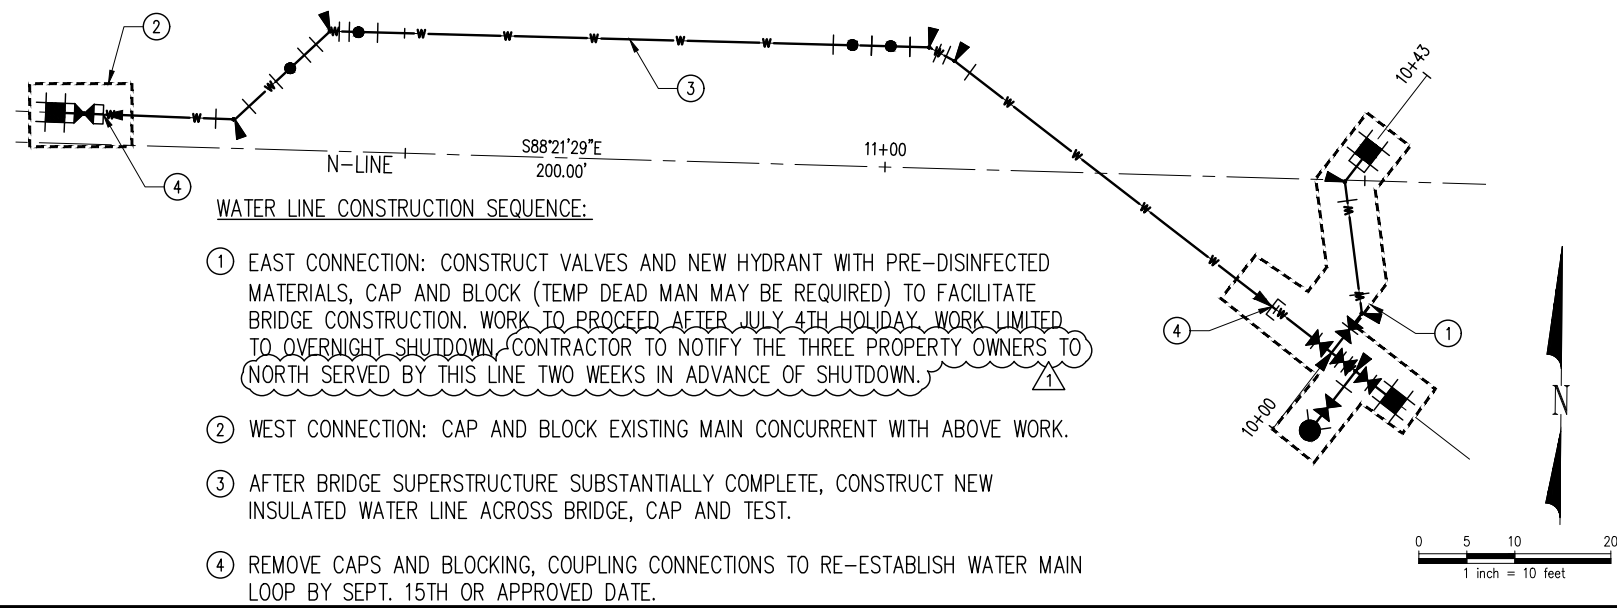 2
W W W W W W W W
3
10+43
W
4
N-LINE
S88°21'29"E
200.00'
11+00
W
W
W
W
W
W
W
4
1
10+00
WATER LINE CONSTRUCTION SEQUENCE:
1 EAST CONNECTION: CONSTRUCT VALVES AND NEW HYDRANT WITH PRE-DISINFECTED
MATERIALS, CAP AND BLOCK (TEMP DEAD MAN MAY BE REQUIRED) TO FACILITATE
BRIDGE CONSTRUCTION. WORK TO PROCEED AFTER JULY 4TH HOLIDAY. WORK LIMITED
TO OVERNIGHT SHUTDOWN. CONTRACTOR TO NOTIFY THE THREE PROPERTY OWNERS TO
NORTH SERVED BY THIS LINE TWO WEEKS IN ADVANCE OF SHUTDOWN.
1
2 WEST CONNECTION: CAP AND BLOCK EXISTING MAIN CONCURRENT WITH ABOVE WORK.
3 AFTER BRIDGE SUPERSTRUCTURE SUBSTANTIALLY COMPLETE, CONSTRUCT NEW
INSULATED WATER LINE ACROSS BRIDGE, CAP AND TEST.
4 REMOVE CAPS AND BLOCKING, COUPLING CONNECTIONS TO RE-ESTABLISH WATER MAIN
LOOP BY SEPT. 15TH OR APPROVED DATE.
N
0 5 10 20
1 inch = 10 feet